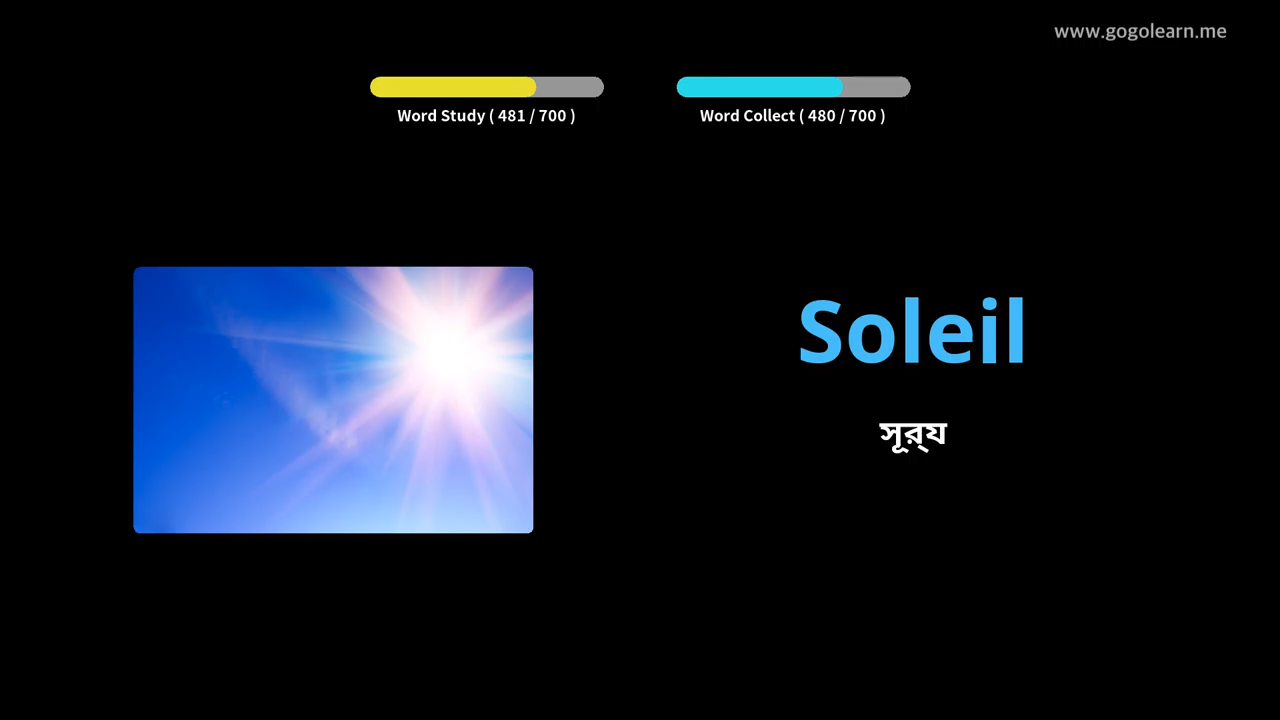 www.gogolearn.me
Word Study ( 481 / 700 )
Word Collect ( 480 / 700 )
Soleil
সূর্য